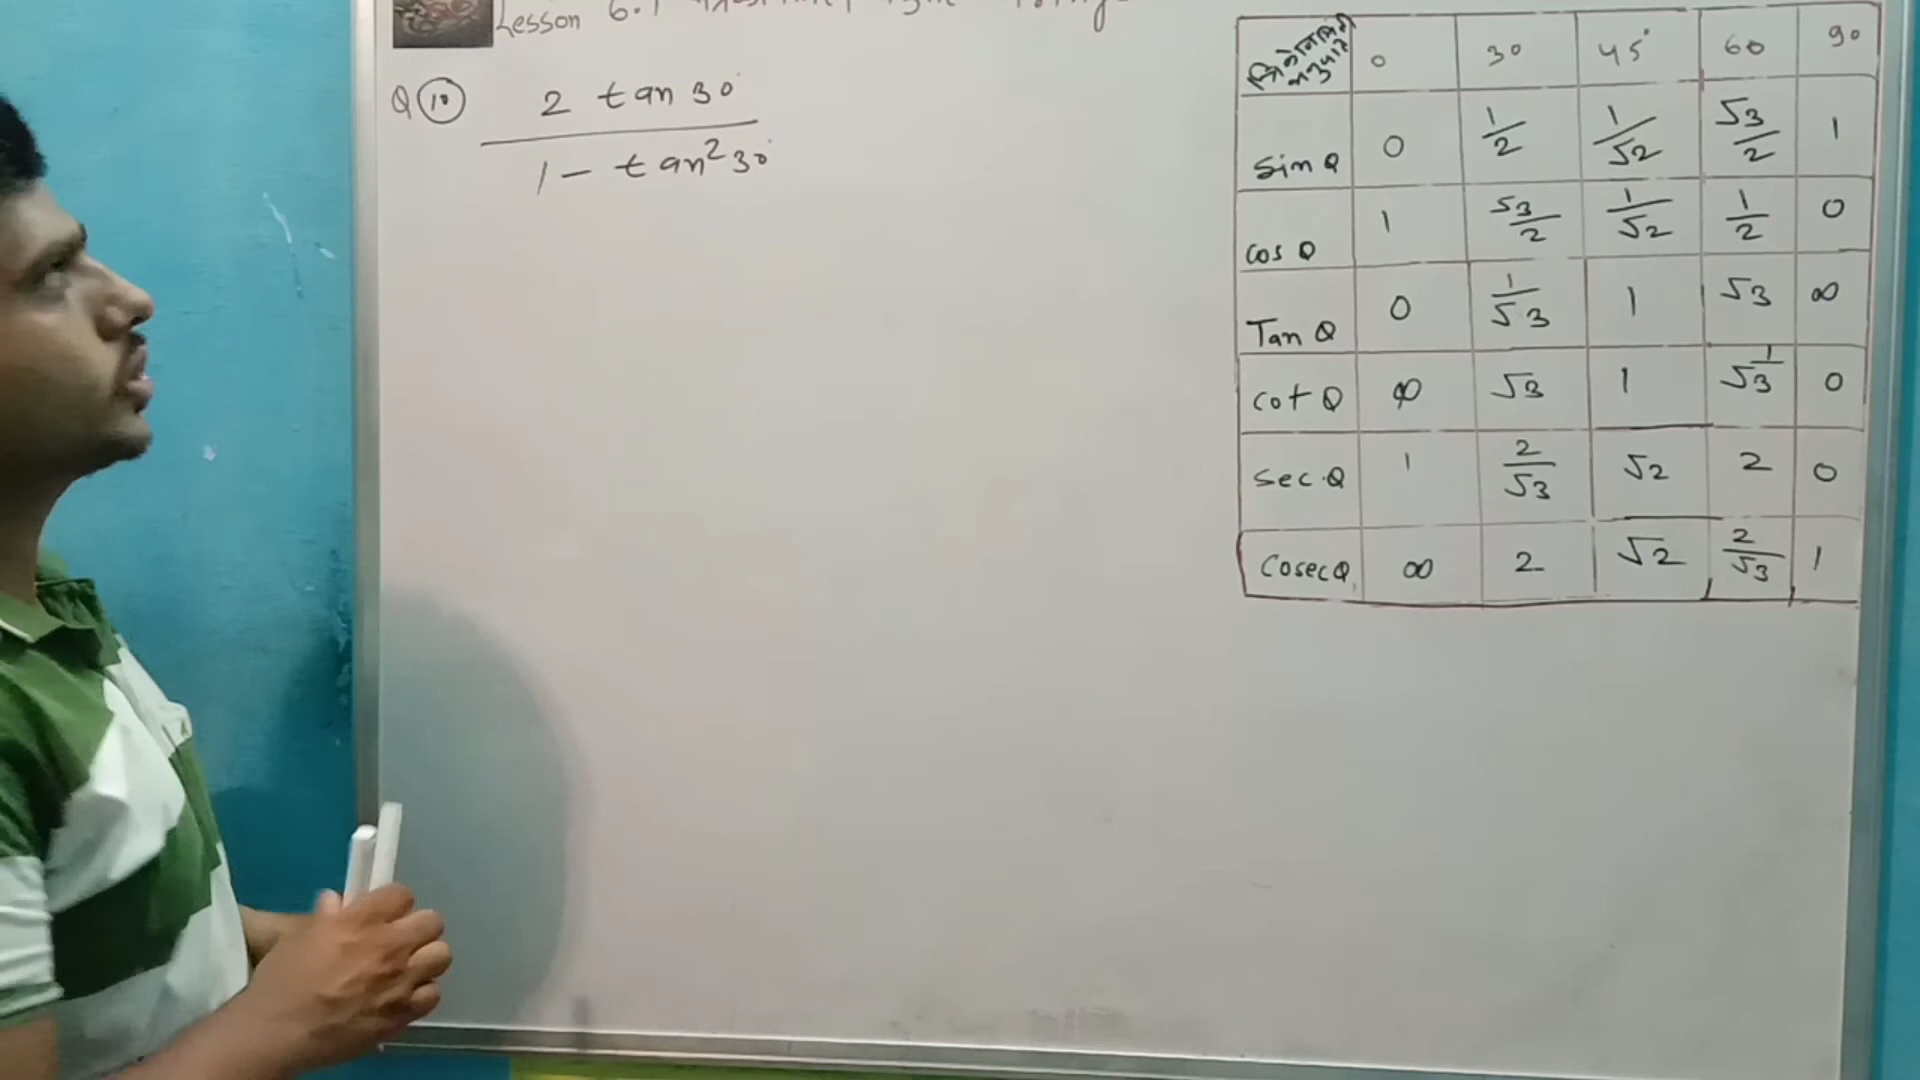 Lesson 6.1
Q 10 2 tan 30°
1 - tan² 30°
0 30 45° 60 90
Sin Q 0 1/2 1/√2 √3/2 1
cos Q 1 √3/2 1/√2 1/2 0
Tan Q 0 1/√3 1 √3 ∞
cot Q ∞ √3 1 √3 1 0
Sec.Q 1 2/√3 √2 2 0
CosecQ ∞ 2 √2 2/√3 1